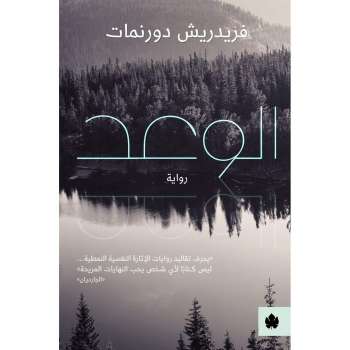 فريدريش دورنمات
الوعد
رواية
«يحرف تقاليد روايات الإثارة النفسية النمطية...
ليس كتابًا لأي شخص يحب النهايات المريحة»
«الجارديان»